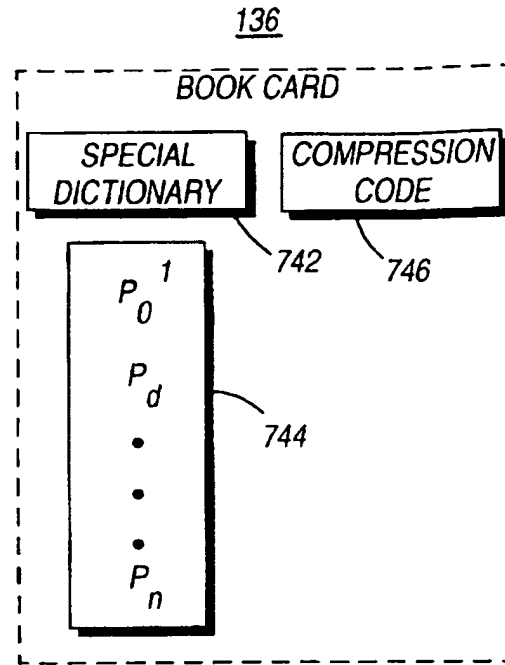 136
BOOK CARD
SPECIAL
DICTIONARY
COMPRESSION
CODE
742
746
P0 1
Pd
744
Pn